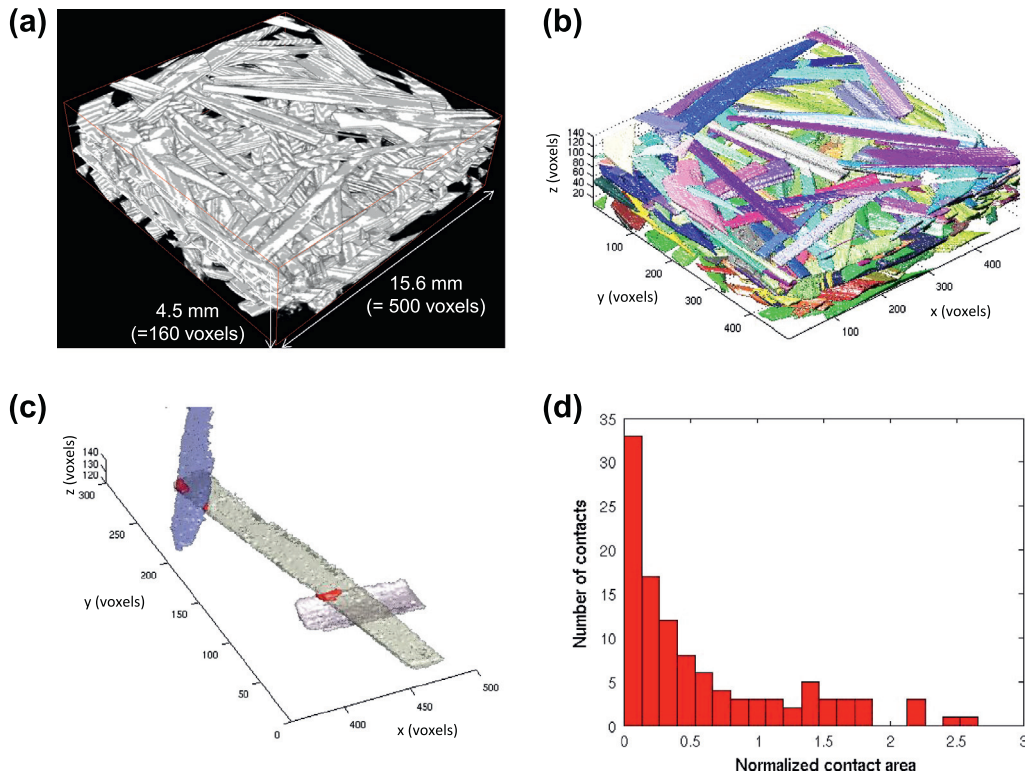 (a)
4.5 mm
(=160 voxels)
15.6 mm
(= 500 voxels)
(b)
z (voxels)
140
120
100
80
60
40
20
100
200
300
400
y (voxels)
100
200
300
400
x (voxels)
(c)
z (voxels)
140
130
120
300
250
200
150
100
50
0
y (voxels)
400
450
500
x (voxels)
(d)
Number of contacts
35
30
25
20
15
10
5
0
0
0.5
1
1.5
2
2.5
3
Normalized contact area